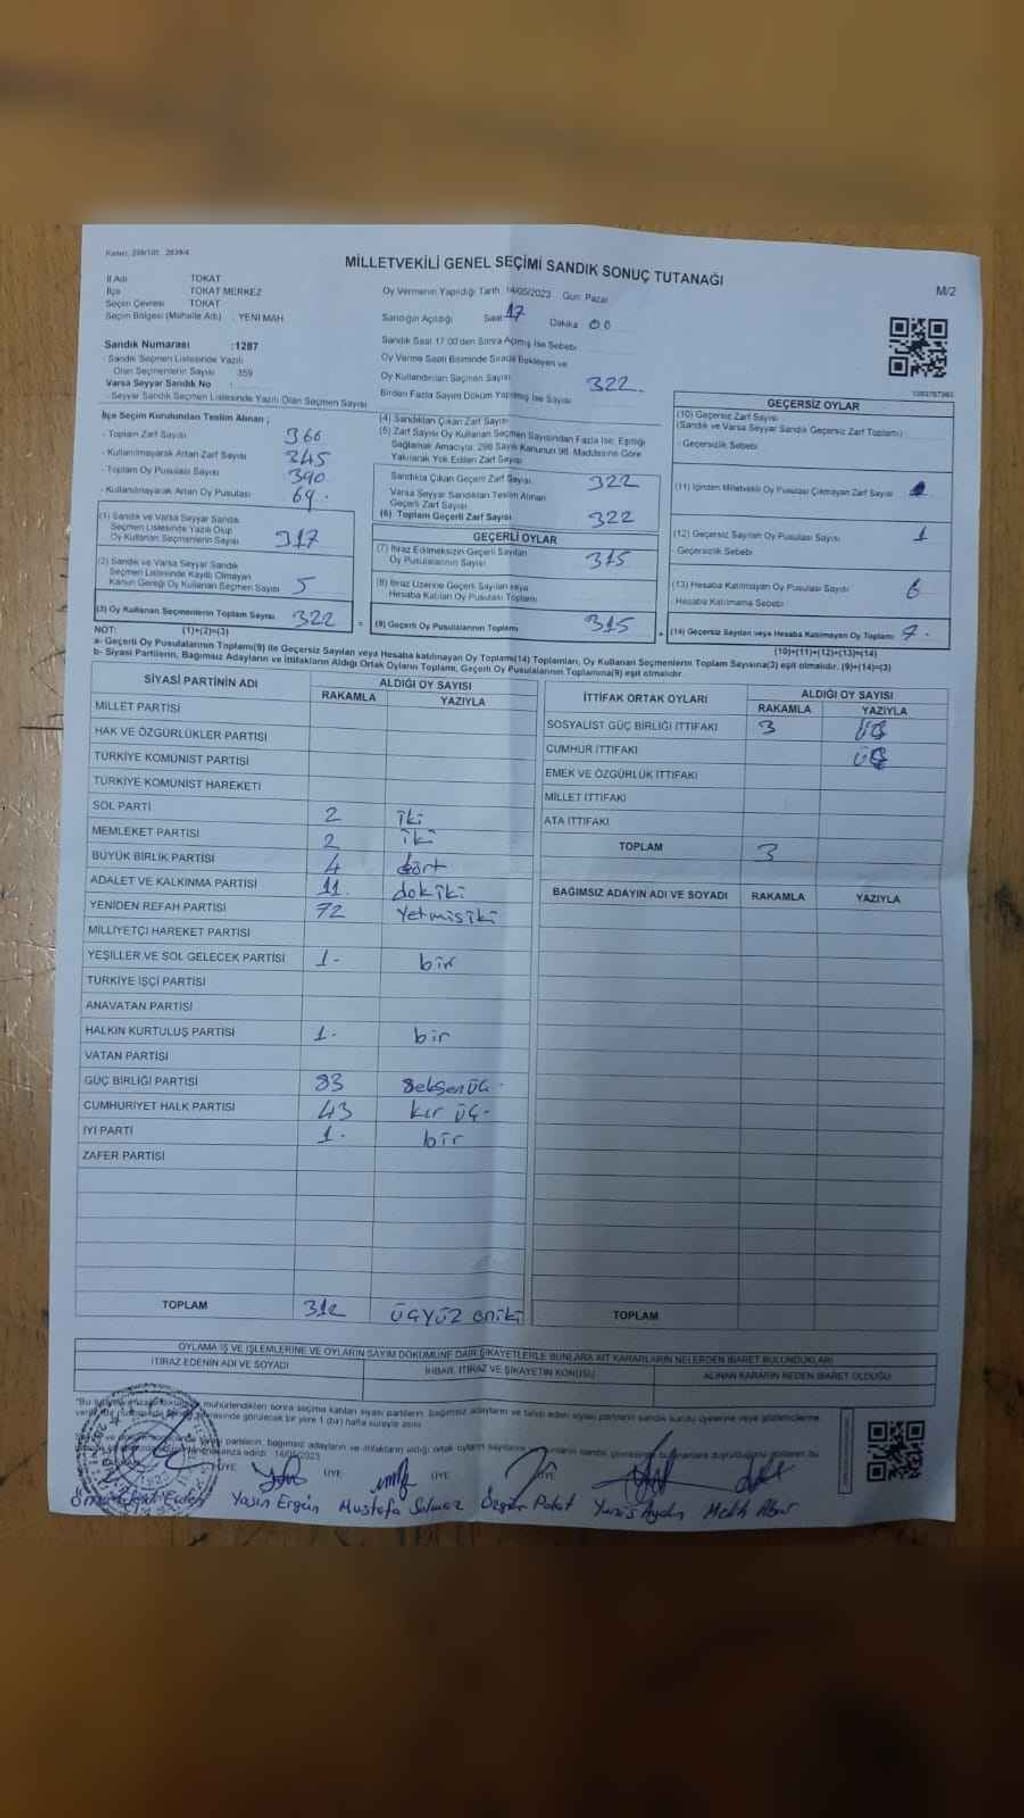 MİLLETVEKİLİ GENEL SEÇİMİ SANDIK SONUÇ TUTANAĞI
M/2
İl Adı : TOKAT
İlçe : TOKAT MERKEZ
Seçim Çevresi : TOKAT
Seçim Bölgesi (Mahalle Adı) : YENİ MAH
Oy Vermenin Yapıldığı Tarih : 14/05/2023 Gün: Pazar
Sandığın Açıldığı Saat 17 Dakika 00
Sandık Saat 17:00'den Sonra Açılmış İse Sebebi
Sandık Numarası : 1287
Sandık Seçmen Listesinde Yazılı
Olan Seçmenlerin Sayısı : 359
Varsa Seyyar Sandık No :
Seyyar Sandık Seçmen Listesinde Yazılı Olan Seçmen Sayısı
Oy Verme Saati Bitiminde Sırada Bekleyen ve
Oy Kullandırılan Seçmen Sayısı
Birden Fazla Sayım Döküm Yapılmış İse Sayısı
322
İlçe Seçim Kurulundan Teslim Alınan ;
- Toplam Zarf Sayısı 366
- Kullanılmayarak Artan Zarf Sayısı 345
- Toplam Oy Pusulası Sayısı 390
- Kullanılmayarak Artan Oy Pusulası 69
(1) Sandık ve Varsa Seyyar Sandık
Seçmen Listesinde Yazılı Olup
Oy Kullanan Seçmenlerin Sayısı 317
(2) Sandık ve Varsa Seyyar Sandık
Seçmen Listesinde Kayıtlı Olmayan
Kanun Gereği Oy Kullanan Seçmen Sayısı 5
(3) Oy Kullanan Seçmenlerin Toplam Sayısı 322
(1)+(2)=(3)
(4) Sandıktan Çıkan Zarf Sayısı
(5) Zarf Sayısı Oy Kullanan Seçmen Sayısından Fazla İse; Eşitliği
Sağlamak Amacıyla, 298 Sayılı Kanunun 98. Maddesine Göre
Yakılarak Yok Edilen Zarf Sayısı
Sandıkta Çıkan Geçerli Zarf Sayısı 322
Varsa Seyyar Sandıktan Teslim Alınan
Geçerli Zarf Sayısı
(6) Toplam Geçerli Zarf Sayısı 322
GEÇERLİ OYLAR
(7) İtiraz Edilmeksizin Geçerli Sayılan
Oy Pusulalarının Sayısı 315
(8) İtiraz Üzerine Geçerli Sayılan veya
Hesaba Katılan Oy Pusulası Toplamı
(9) Geçerli Oy Pusulalarının Toplamı 315
GEÇERSİZ OYLAR
(10) Geçersiz Zarf Sayısı
(Sandık ve Varsa Seyyar Sandık Geçersiz Zarf Toplamı)
Geçersizlik Sebebi
(11) İçinden Milletvekili Oy Pusulası Çıkmayan Zarf Sayısı
(12) Geçersiz Sayılan Oy Pusulası Sayısı 1
Geçersizlik Sebebi
(13) Hesaba Katılmayan Oy Pusulası Sayısı 6
Hesaba Katılmama Sebebi
(14) Geçersiz Sayılan veya Hesaba Katılmayan Oy Toplamı 7
(10)+(11)+(12)+(13)=(14)
NOT:
a- Geçerli Oy Pusulalarının Toplamı(9) ile Geçersiz Sayılan veya Hesaba katılmayan Oy Toplamı(14) Toplamları, Oy Kullanan Seçmenlerin Toplam Sayısına(3) eşit olmalıdır. (9)+(14)=(3)
b- Siyasi Partilerin, Bağımsız Adayların ve İttifakların Aldığı Ortak Oyların Toplamı, Geçerli Oy Pusulalarının Toplamına(9) eşit olmalıdır.
SİYASİ PARTİNİN ADI ALDIĞI OY SAYISI
RAKAMLA YAZIYLA
MİLLET PARTİSİ
HAK VE ÖZGÜRLÜKLER PARTİSİ
TÜRKİYE KOMÜNİST PARTİSİ
TÜRKİYE KOMÜNİST HAREKETİ
SOL PARTİ 2 iki
MEMLEKET PARTİSİ 2 iki
BÜYÜK BİRLİK PARTİSİ 4 dört
ADALET VE KALKINMA PARTİSİ 11
YENİDEN REFAH PARTİSİ 72 Yetmişiki
MİLLİYETÇİ HAREKET PARTİSİ
YEŞİLLER VE SOL GELECEK PARTİSİ 1- bir
TÜRKİYE İŞÇİ PARTİSİ
ANAVATAN PARTİSİ
HALKIN KURTULUŞ PARTİSİ 1- bir
VATAN PARTİSİ
GÜÇ BİRLİĞİ PARTİSİ 83 Seksenüç
CUMHURİYET HALK PARTİSİ 43 kır üç-
İYİ PARTİ 1- bir
ZAFER PARTİSİ
TOPLAM 312 üçyüz oniki
İTTİFAK ORTAK OYLARI ALDIĞI OY SAYISI
RAKAMLA YAZIYLA
SOSYALİST GÜÇ BİRLİĞİ İTTİFAKI 3
CUMHUR İTTİFAKI üç
EMEK VE ÖZGÜRLÜK İTTİFAKI
MİLLET İTTİFAKI
ATA İTTİFAKI
TOPLAM 3
BAĞIMSIZ ADAYIN ADI VE SOYADI RAKAMLA YAZIYLA
TOPLAM
OYLAMA İŞ VE İŞLEMLERİNE VE OYLARIN SAYIM DÖKÜMÜNE DAİR ŞİKAYETLERLE BUNLARA AİT KARARLARIN NELERDEN İBARET BULUNDUKLARI
İTİRAZ EDENİN ADI VE SOYADI
İHBAR, İTİRAZ VE ŞİKAYETİN KONUSU
ALINAN KARARIN NEDEN İBARET OLDUĞU
14/05/2023
ÜYE ÜYE ÜYE
Yasin Ergün Mustafa Solmaz Özgür Polat Yunis Aydın